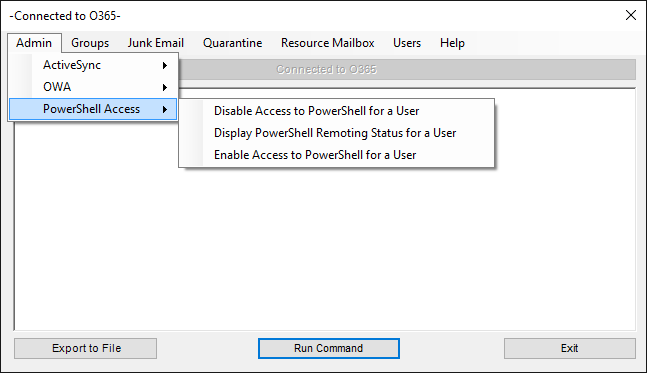 -Connected to O365-
Admin Groups Junk Email Quarantine Resource Mailbox Users Help
Connected to O365
ActiveSync
OWA
PowerShell Access
Disable Access to PowerShell for a User
Display PowerShell Remoting Status for a User
Enable Access to PowerShell for a User
Export to File Run Command Exit